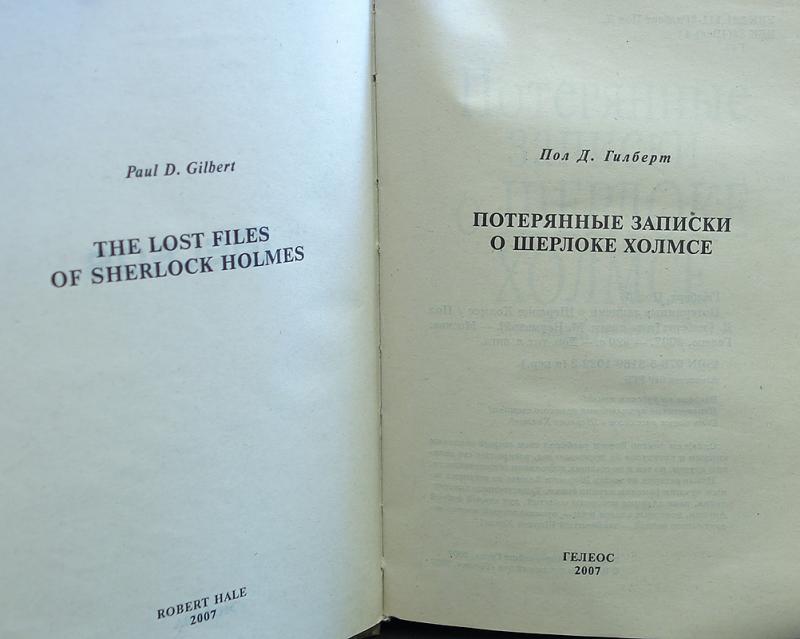 Paul D. Gilbert
THE LOST FILES
OF SHERLOCK HOLMES
ROBERT HALE
2007
Пол Д. Гилберт
ПОТЕРЯННЫЕ ЗАПИСКИ
О ШЕРЛОКЕ ХОЛМСЕ
ГЕЛЕОС
2007